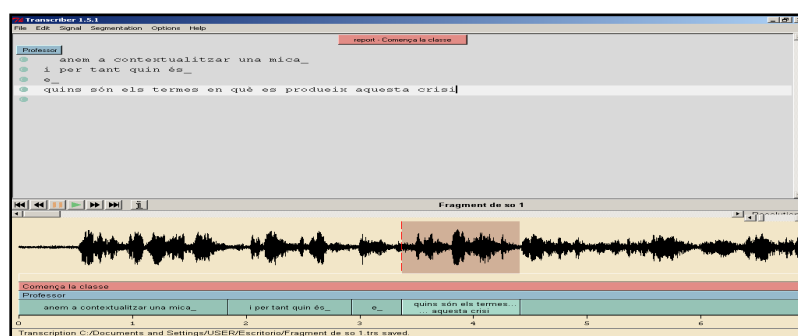 Transcriber 1.5.1
File Edit Signal Segmentation Options Help
report - Comença la classe
Professor
anem a contextualitzar una mica_
i per tant quin és_
e_
quins són els termes en què es produeix aquesta crisi
Fragment de so 1
Comença la classe
Professor
anem a contextualitzar una mica_ i per tant quin és_ e_ quins són els termes...
... aquesta crisi
0 1 2 3 4 5 6
Transcription C:/Documents and Settings/USER/Escritorio/Fragment de so 1.trs saved.